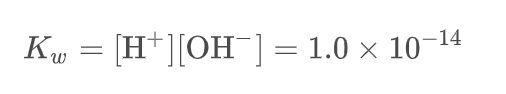 K_w = [H⁺][OH⁻] = 1.0 × 10⁻¹⁴